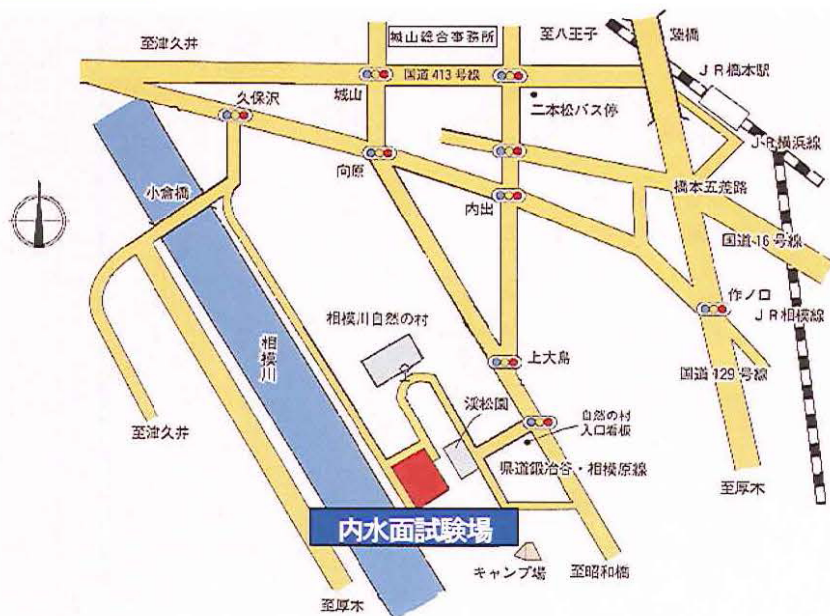 至津久井
城山総合事務所
至八王子
陸橋
国道413号線
JR橋本駅
久保沢
城山
二本松バス停
JR横浜線
向原
小倉橋
内出
橋本五差路
国道16号線
作ノ口
相模川自然の村
JR相模線
相模川
上大島
国道129号線
渓松園
自然の村
入口看板
至津久井
県道鍛冶谷・相模原線
至厚木
内水面試験場
キャンプ場
至昭和橋
至厚木